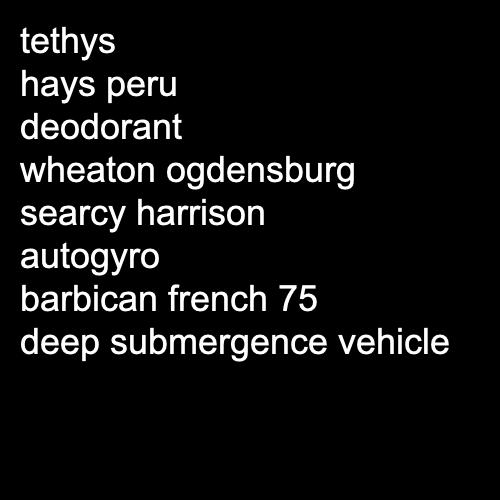 tethys
hays peru
deodorant
wheaton ogdensburg
searcy harrison
autogyro
barbican french 75
deep submergence vehicle